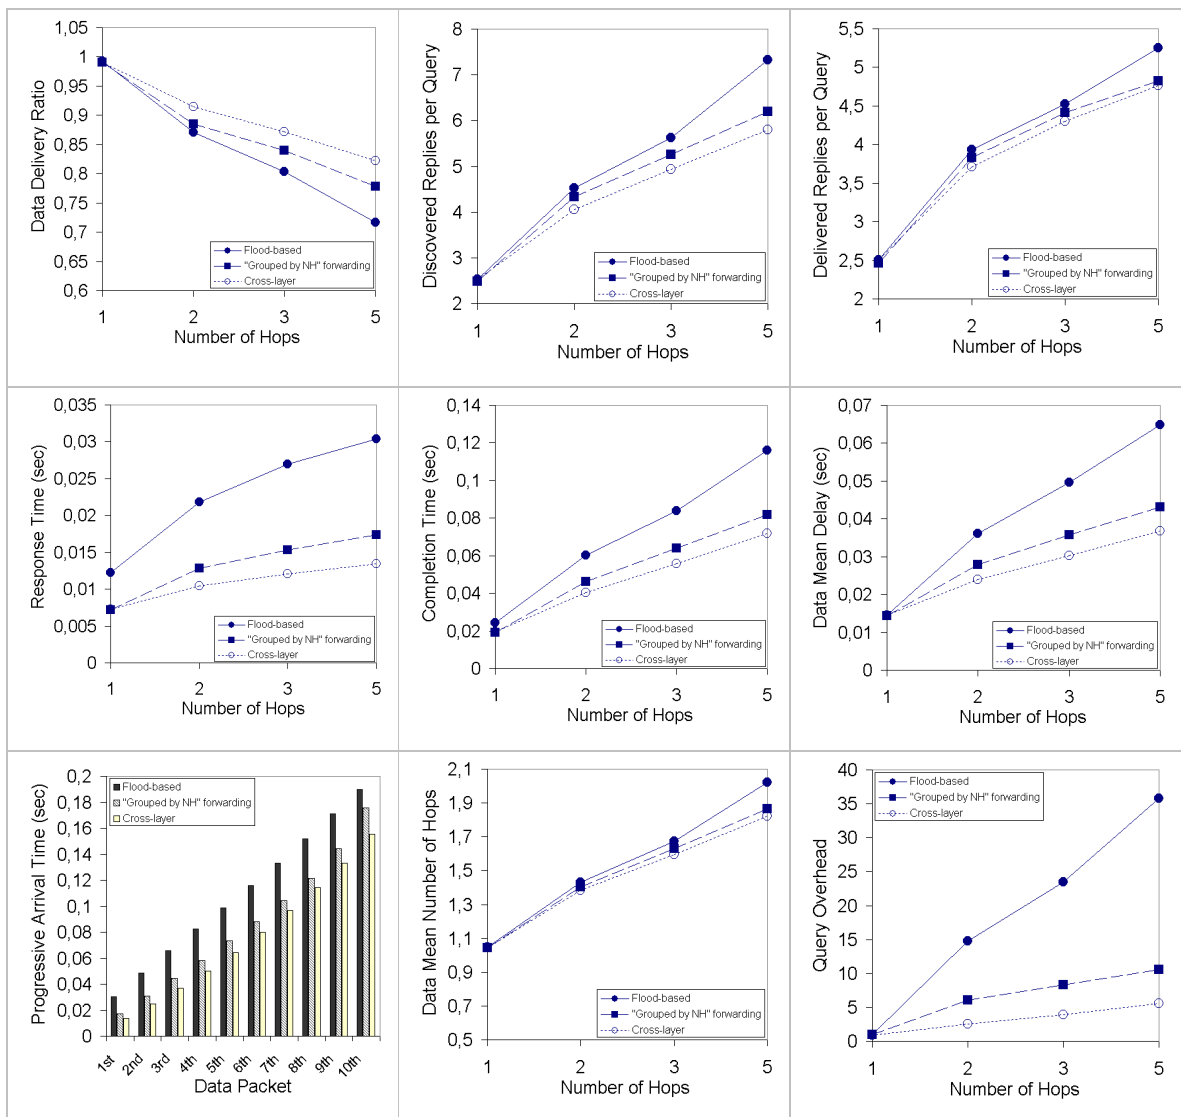 Data Delivery Ratio
1,05
1
0,95
0,9
0,85
0,8
0,75
0,7
0,65
0,6
Flood-based
"Grouped by NH" forwarding
Cross-layer
1 2 3 5
Number of Hops
Discovered Replies per Query
8
7
6
5
4
3
2
Flood-based
"Grouped by NH" forwarding
Cross-layer
1 2 3 5
Number of Hops
Delivered Replies per Query
5,5
5
4,5
4
3,5
3
2,5
2
Flood-based
"Grouped by NH" forwarding
Cross-layer
1 2 3 5
Number of Hops
Response Time (sec)
0,035
0,03
0,025
0,02
0,015
0,01
0,005
0
Flood-based
"Grouped by NH" forwarding
Cross-layer
1 2 3 5
Number of Hops
Completion Time (sec)
0,14
0,12
0,1
0,08
0,06
0,04
0,02
0
Flood-based
"Grouped by NH" forwarding
Cross-layer
1 2 3 5
Number of Hops
Data Mean Delay (sec)
0,07
0,06
0,05
0,04
0,03
0,02
0,01
0
Flood-based
"Grouped by NH" forwarding
Cross-layer
1 2 3 5
Number of Hops
Progressive Arrival Time (sec)
0,2
0,18
0,16
0,14
0,12
0,1
0,08
0,06
0,04
0,02
0
Flood-based
"Grouped by NH" forwarding
Cross-layer
1st 2nd 3rd 4th 5th 6th 7th 8th 9th 10th
Data Packet
Data Mean Number of Hops
2,1
1,9
1,7
1,5
1,3
1,1
0,9
0,7
0,5
Flood-based
"Grouped by NH" forwarding
Cross-layer
1 2 3 5
Number of Hops
Query Overhead
40
35
30
25
20
15
10
5
0
Flood-based
"Grouped by NH" forwarding
Cross-layer
1 2 3 5
Number of Hops